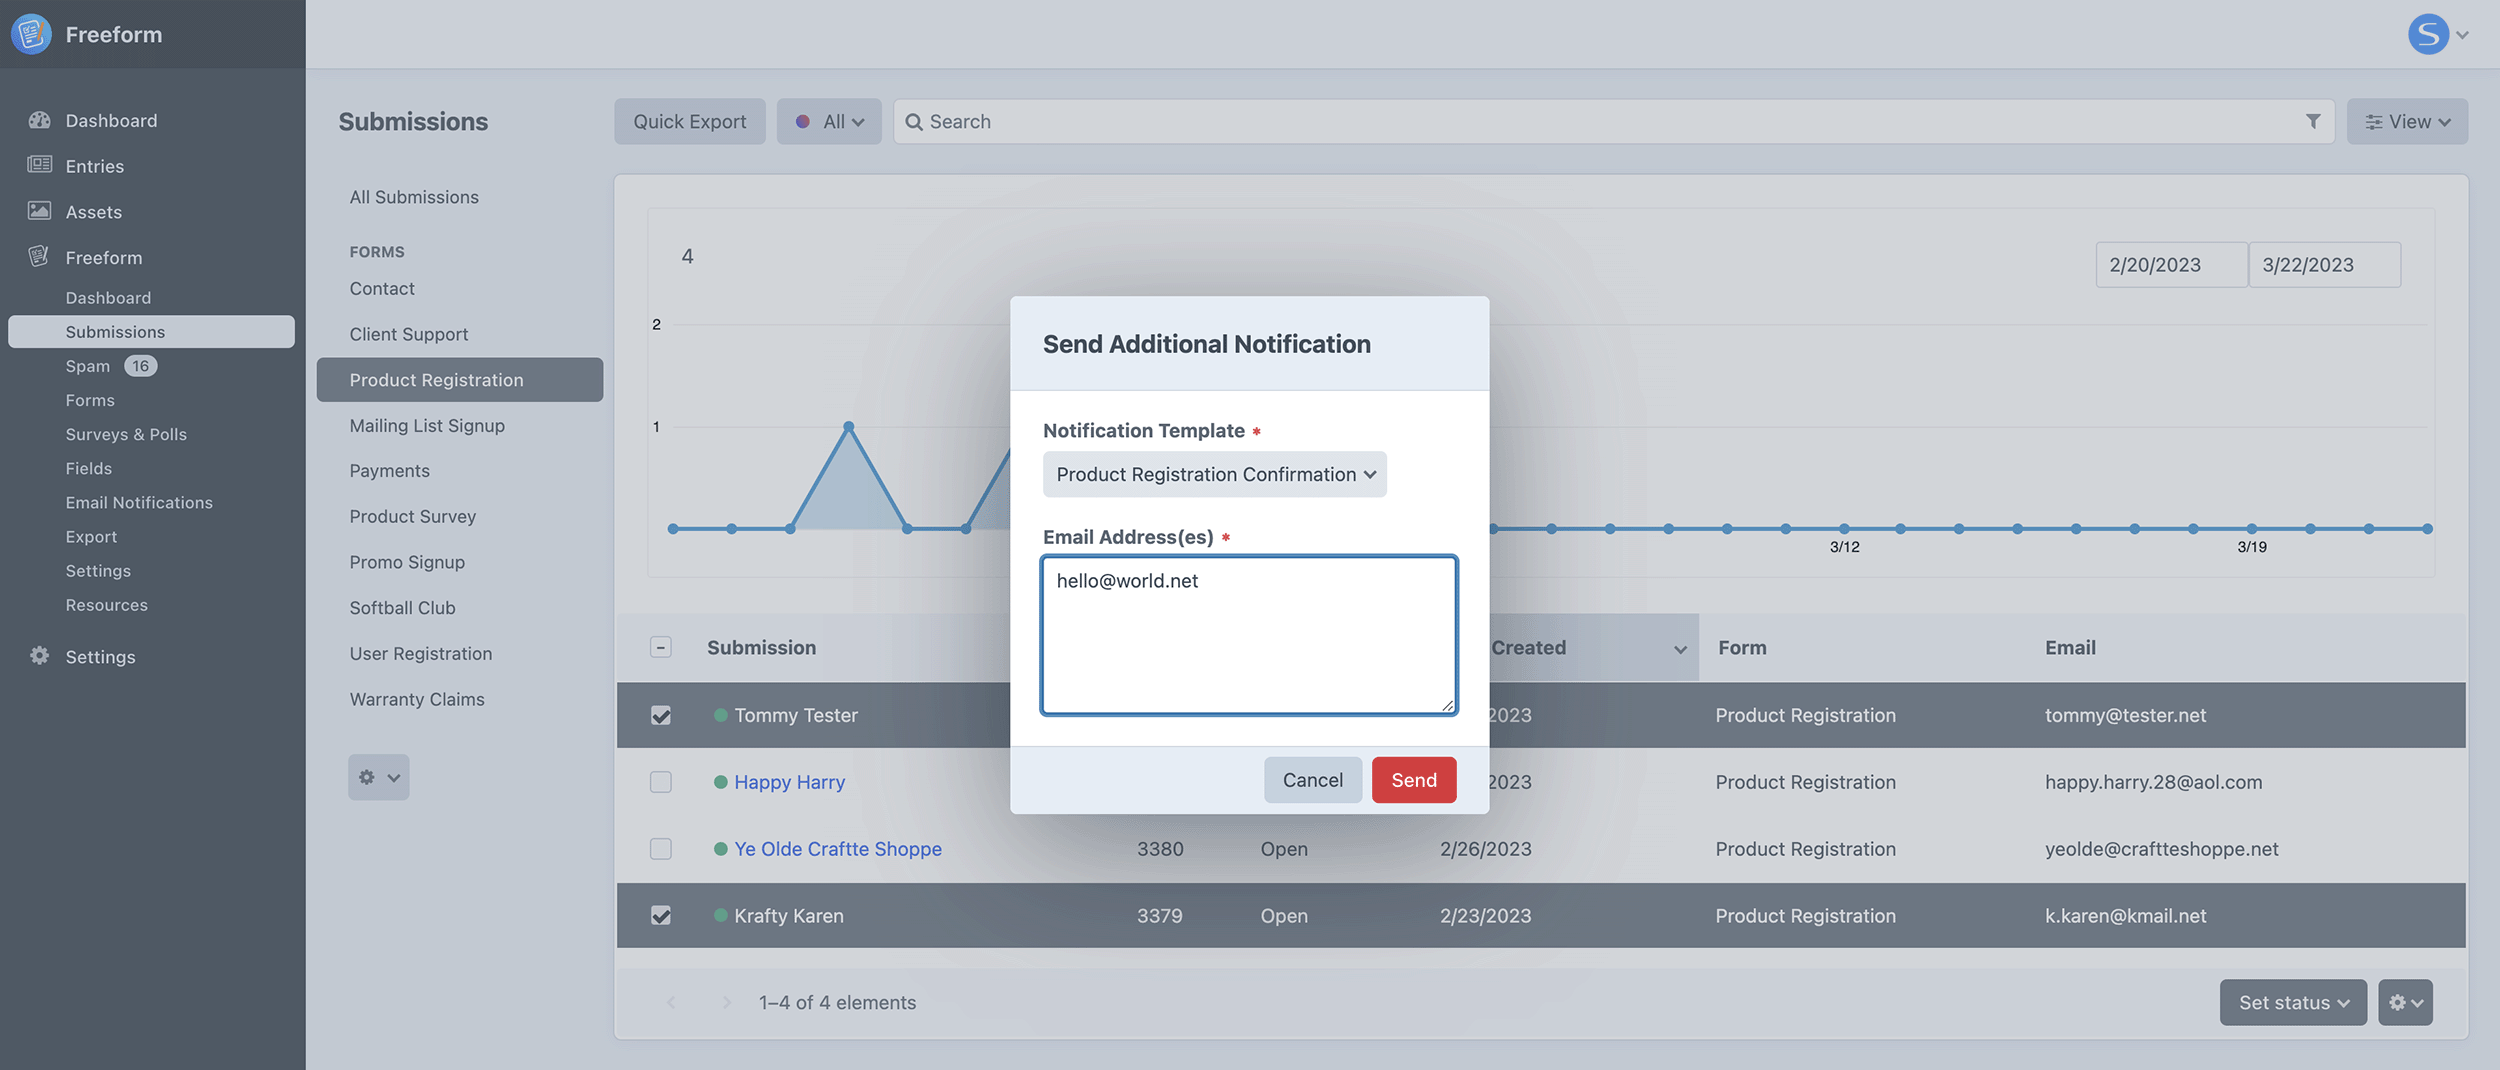 Freeform
S
Dashboard
Entries
Assets
Freeform
Dashboard
Submissions
Spam 16
Forms
Surveys & Polls
Fields
Email Notifications
Export
Settings
Resources
Settings
Submissions
Quick Export
All
Search
View
All Submissions
FORMS
Contact
Client Support
Product Registration
Mailing List Signup
Payments
Product Survey
Promo Signup
Softball Club
User Registration
Warranty Claims
4
2/20/2023 3/22/2023
2
1
3/12 3/19
Send Additional Notification
Notification Template *
Product Registration Confirmation
Email Address(es) *
hello@world.net
Cancel Send
Submission Created Form Email
Tommy Tester 2023 Product Registration tommy@tester.net
Happy Harry 2023 Product Registration happy.harry.28@aol.com
Ye Olde Craftte Shoppe 3380 Open 2/26/2023 Product Registration yeolde@craftteshoppe.net
Krafty Karen 3379 Open 2/23/2023 Product Registration k.karen@kmail.net
1–4 of 4 elements
Set status